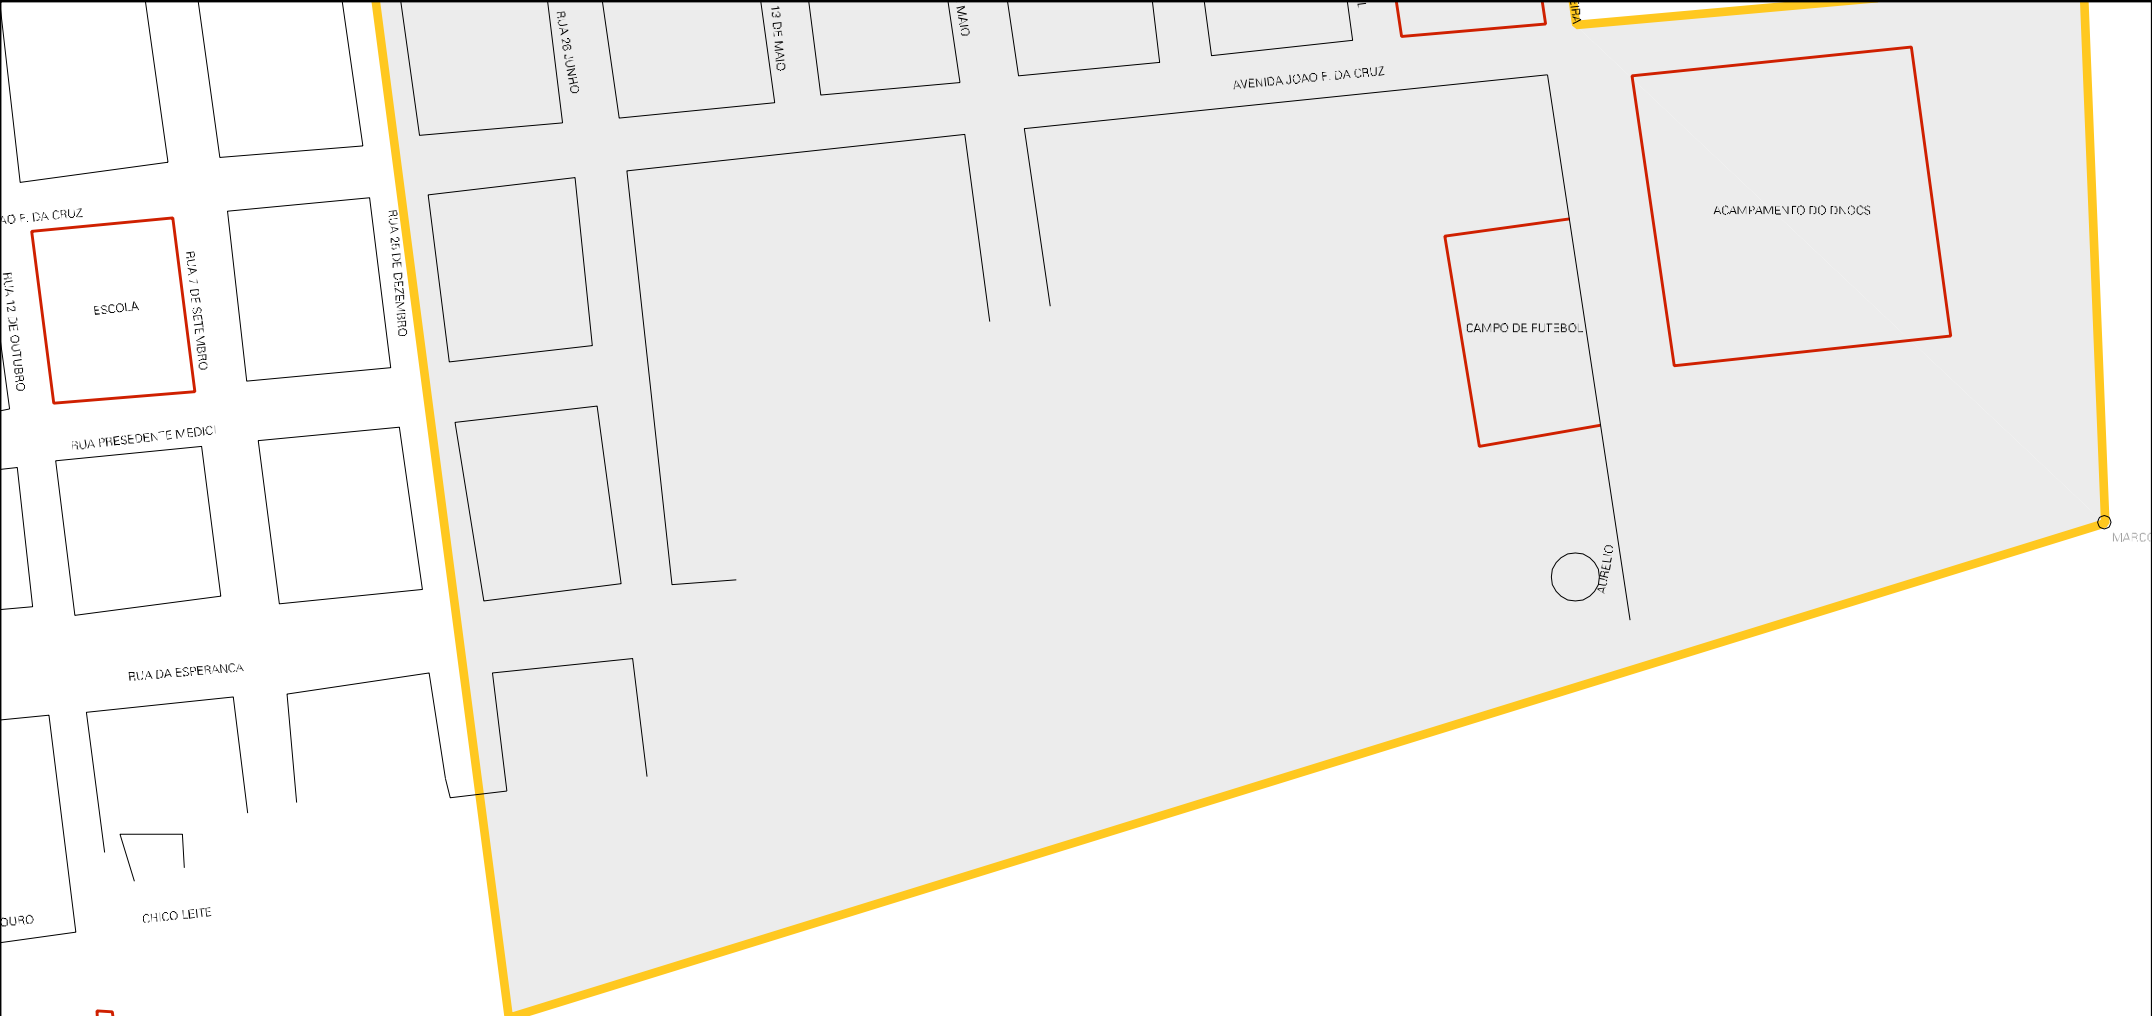 RUA 26 JUNHO
13 DE MAIO
MAIO
EIRA
AVENIDA JOAO F. DA CRUZ
AO F. DA CRUZ
ACAMPAMENTO DO DNOCS
RUA 12 DE OUTUBRO
ESCOLA
RUA 7 DE SETEMBRO
RUA 25 DE DEZEMBRO
CAMPO DE FUTEBOL
RUA PRESEDENTE MEDICI
MARCO
AURELIO
RUA DA ESPERANCA
OURO
CHICO LEITE